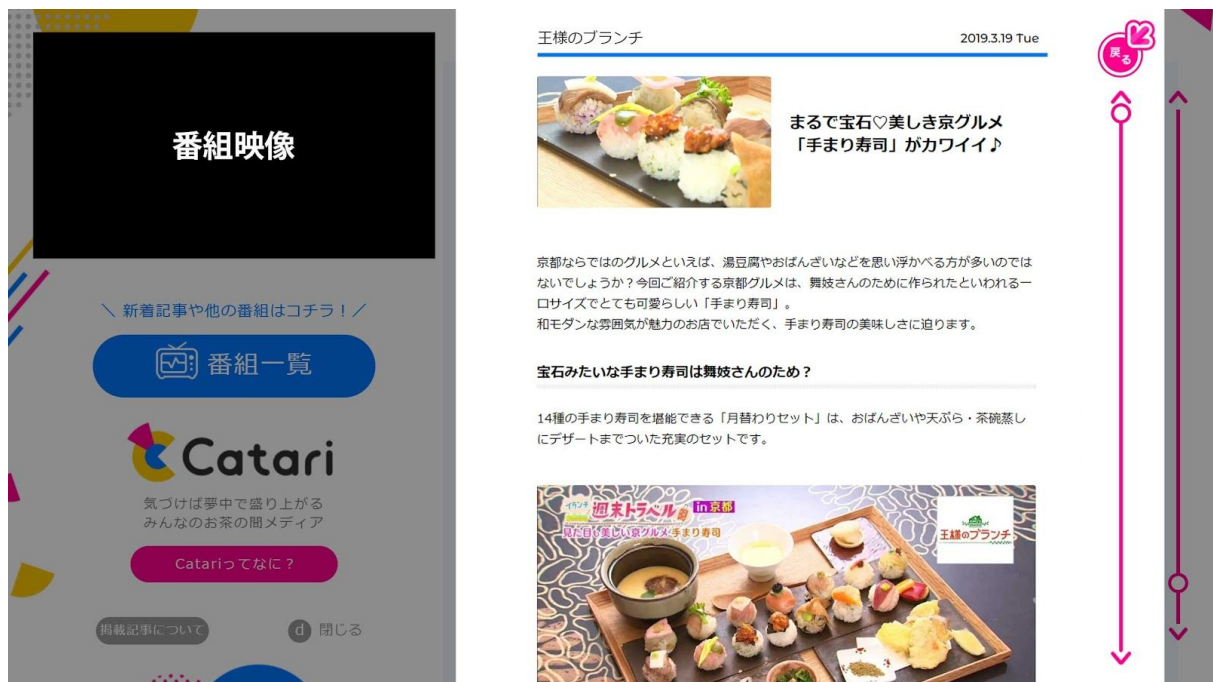 番組映像
＼ 新着記事や他の番組はコチラ！／
番組一覧
Catari
気づけば夢中で盛り上がる
みんなのお茶の間メディア
Catariってなに？
掲載記事について
d 閉じる
王様のブランチ
2019.3.19 Tue
まるで宝石♡美しき京グルメ
「手まり寿司」がカワイイ♪
京都ならではのグルメといえば、湯豆腐やおばんざいなどを思い浮かべる方が多いのでは
ないでしょうか？今回ご紹介する京都グルメは、舞妓さんのために作られたといわれる一
口サイズでとても可愛らしい「手まり寿司」。
和モダンな雰囲気が魅力のお店でいただく、手まり寿司の美味しさに迫ります。
宝石みたいな手まり寿司は舞妓さんのため？
14種の手まり寿司を堪能できる「月替わりセット」は、おばんざいや天ぷら・茶碗蒸し
にデザートまでついた充実のセットです。
ブランチ 週末トラベル in 京都
見た目も美しい京グルメ 手まり寿司
王様のブランチ
戻る